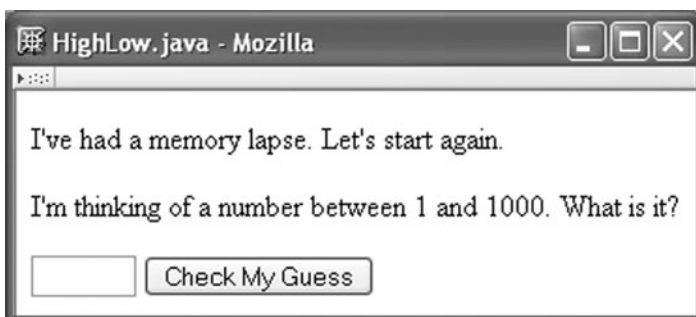 HighLow.java - Mozilla
I've had a memory lapse. Let's start again.
I'm thinking of a number between 1 and 1000. What is it?
Check My Guess